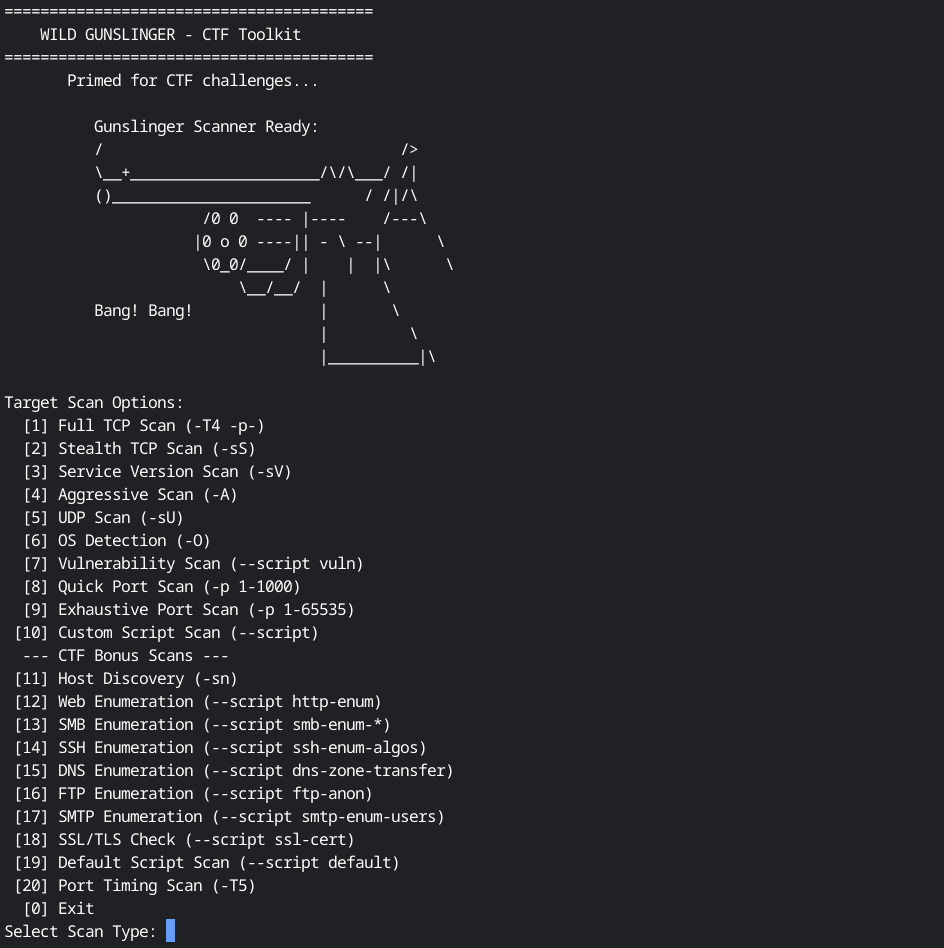 =========================================
    WILD GUNSLINGER - CTF Toolkit
=========================================
       Primed for CTF challenges...

          Gunslinger Scanner Ready:
          /                                 />
          \__+_____________________/\/\___/ /|
          ()______________________      / /|/\
                      /0 0  ---- |----    /---\
                     |0 o 0 ----|| - \ --|      \
                      \0_0/____/ |    |  |\      \
                          \__/__/  |      \
          Bang! Bang!              |       \
                                   |         \
                                   |__________|\

Target Scan Options:
  [1] Full TCP Scan (-T4 -p-)
  [2] Stealth TCP Scan (-sS)
  [3] Service Version Scan (-sV)
  [4] Aggressive Scan (-A)
  [5] UDP Scan (-sU)
  [6] OS Detection (-O)
  [7] Vulnerability Scan (--script vuln)
  [8] Quick Port Scan (-p 1-1000)
  [9] Exhaustive Port Scan (-p 1-65535)
 [10] Custom Script Scan (--script)
  --- CTF Bonus Scans ---
 [11] Host Discovery (-sn)
 [12] Web Enumeration (--script http-enum)
 [13] SMB Enumeration (--script smb-enum-*)
 [14] SSH Enumeration (--script ssh-enum-algos)
 [15] DNS Enumeration (--script dns-zone-transfer)
 [16] FTP Enumeration (--script ftp-anon)
 [17] SMTP Enumeration (--script smtp-enum-users)
 [18] SSL/TLS Check (--script ssl-cert)
 [19] Default Script Scan (--script default)
 [20] Port Timing Scan (-T5)
  [0] Exit
Select Scan Type: